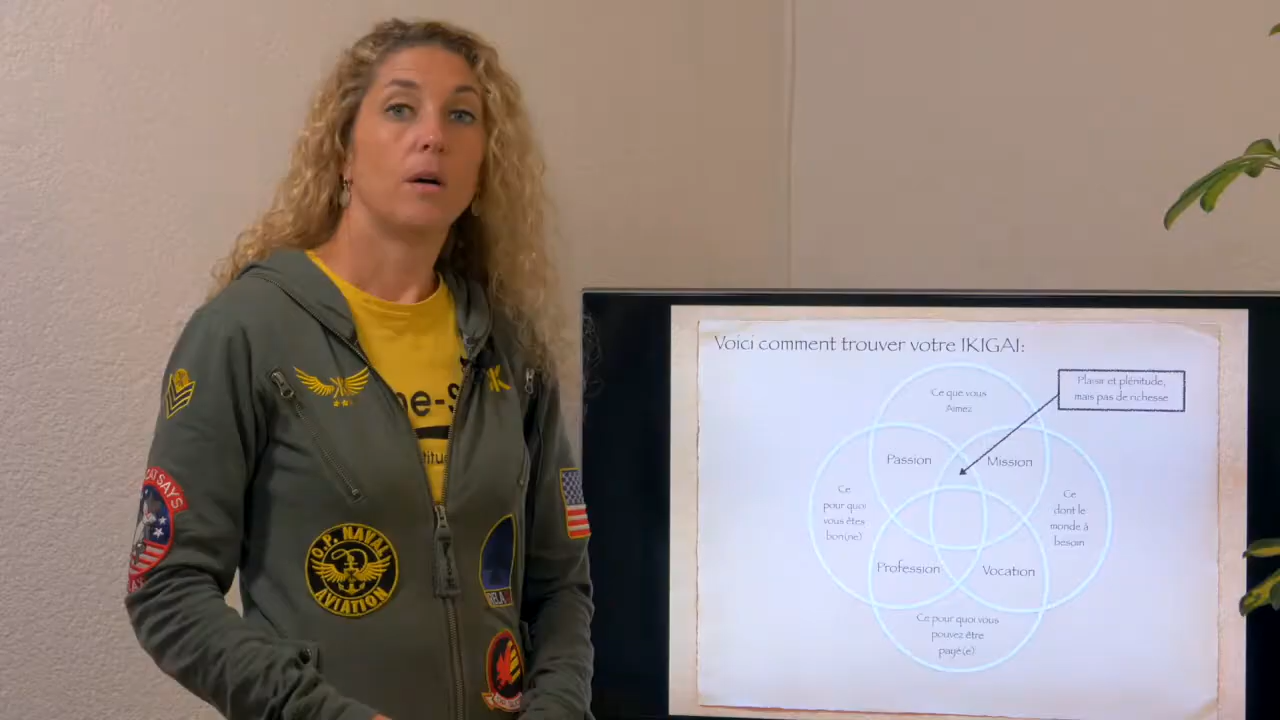 Voici comment trouver votre IKIGAI:
Ce que vous
Aimez
Plaisir et plénitude,
mais pas de richesse
Passion
Mission
Ce
pour quoi
vous êtes
bon(ne)
Ce
dont le
monde à
besoin
Profession
Vocation
Ce pour quoi vous
pouvez être
payé(e)
O.P. NAVAL
AVIATION
CAT SAYS